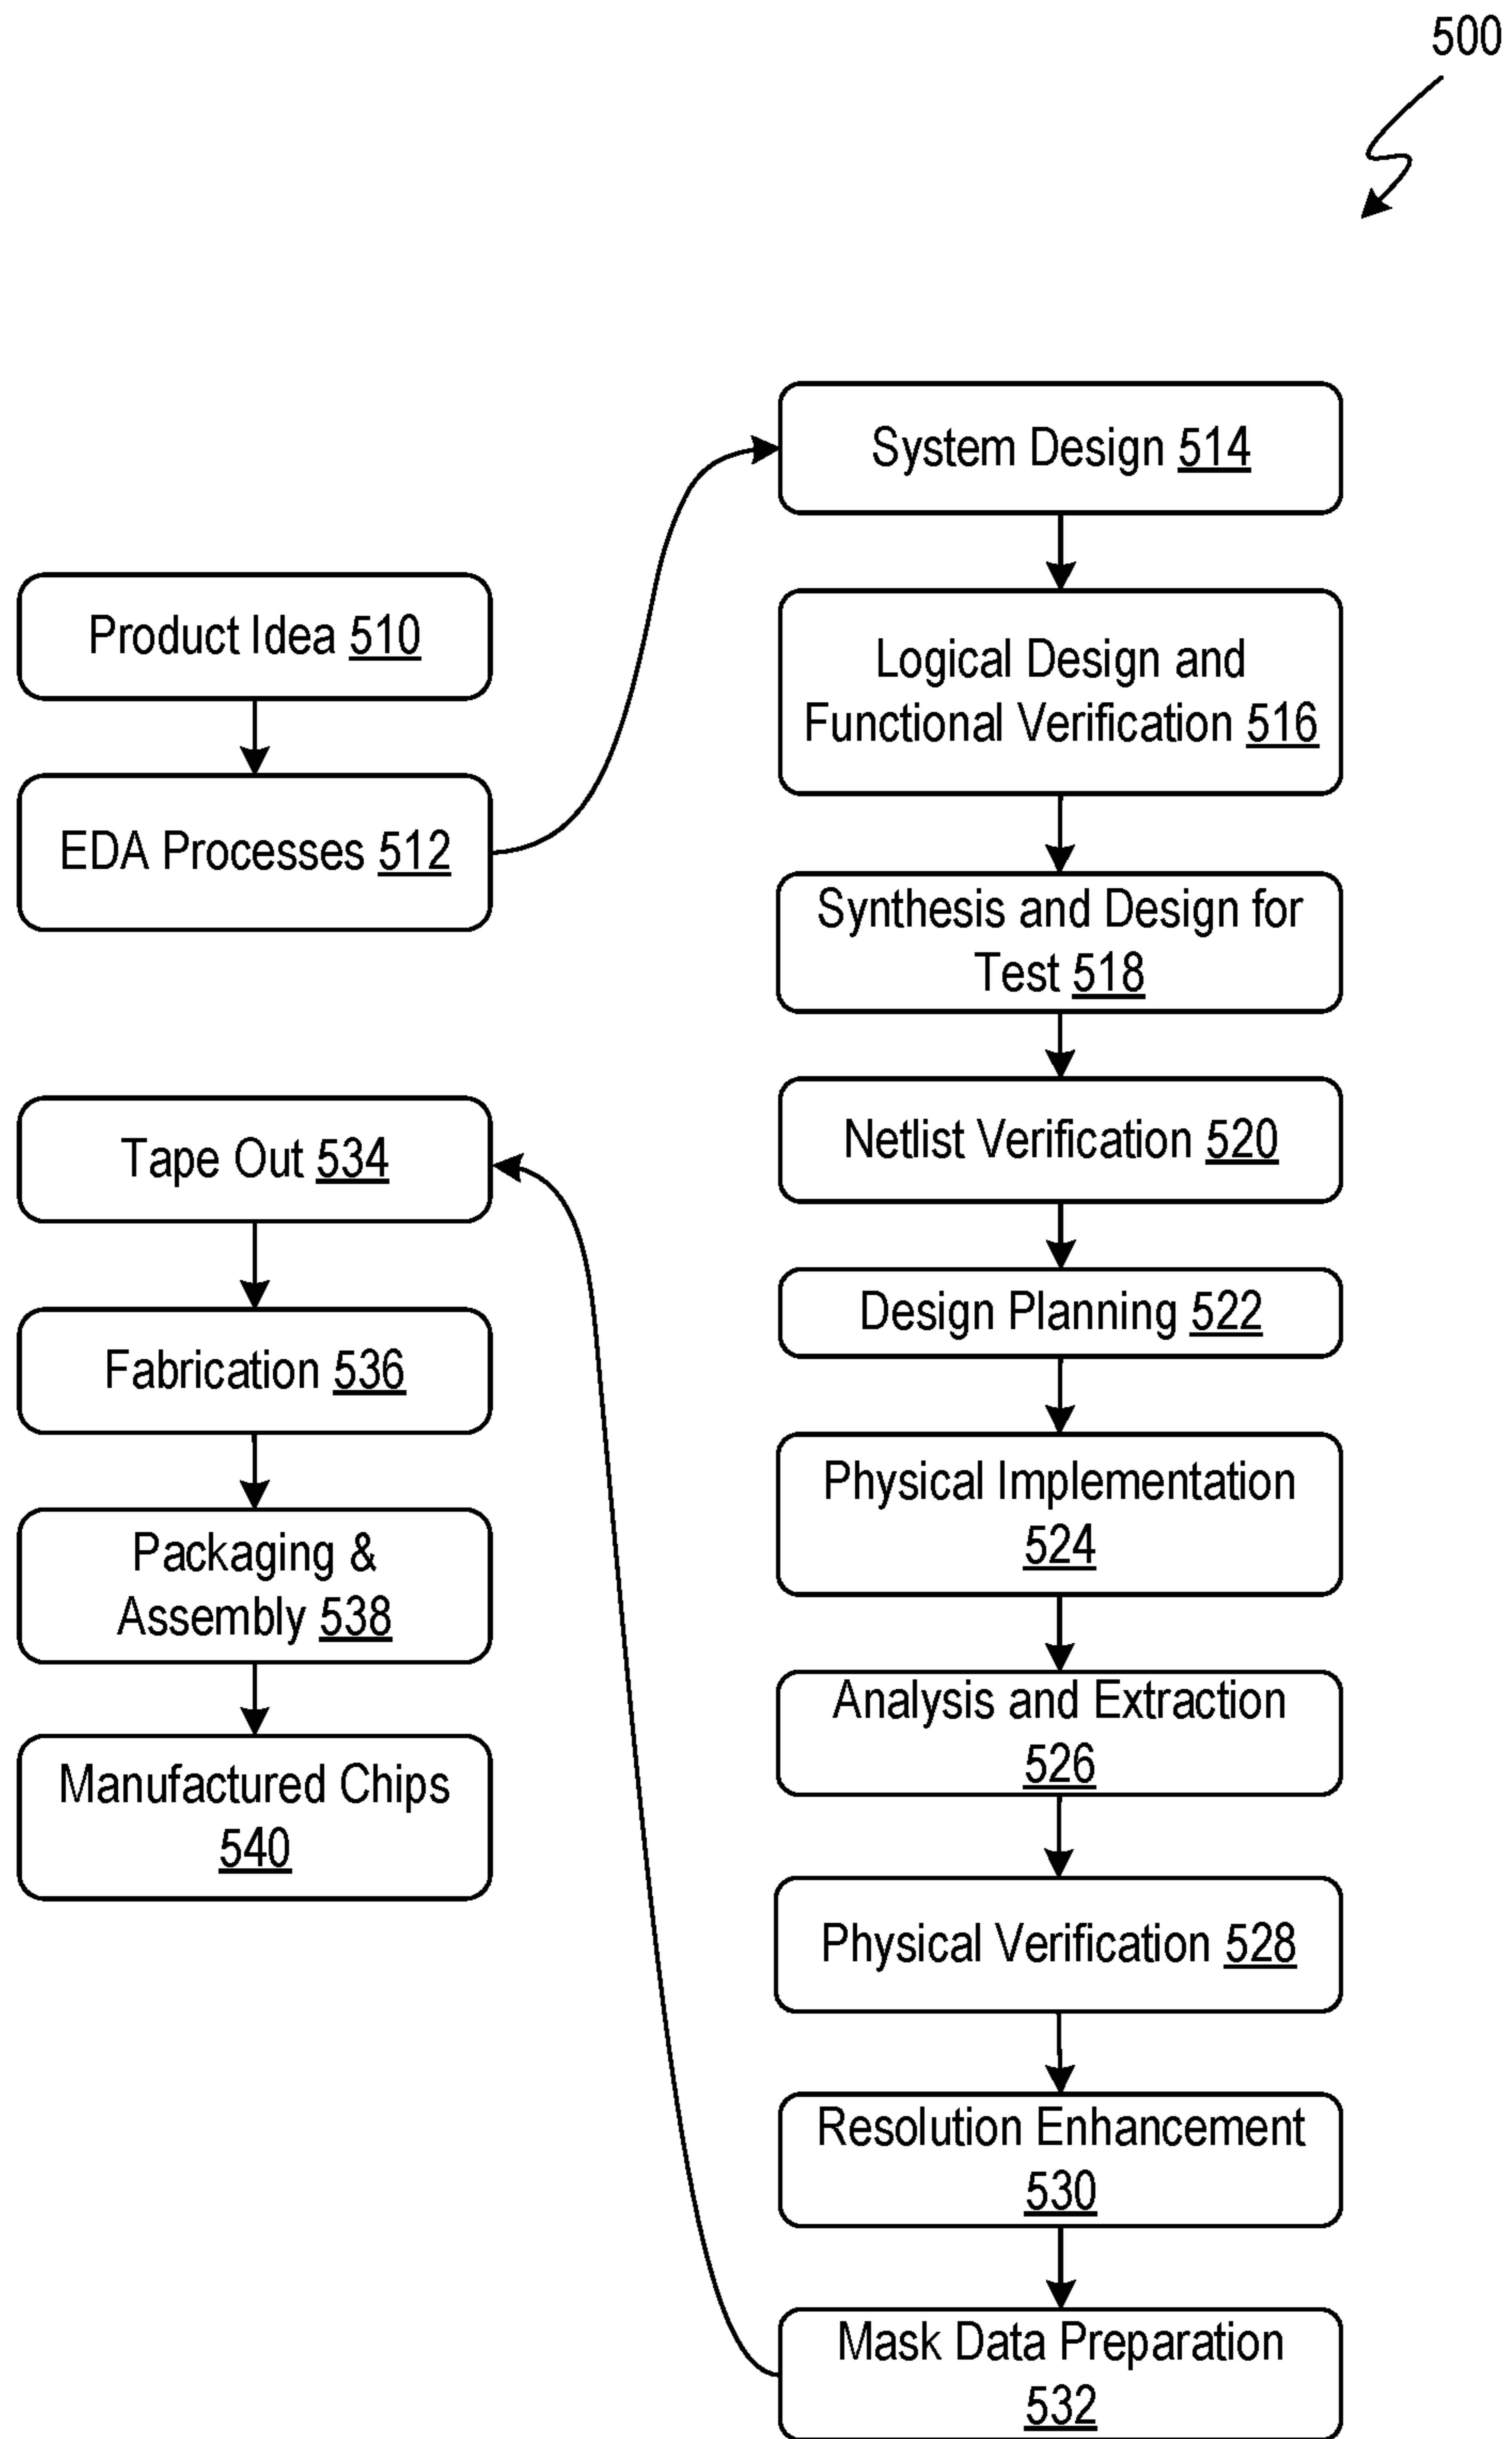 500
Product Idea 510
EDA Processes 512
System Design 514
Logical Design and
Functional Verification 516
Synthesis and Design for
Test 518
Netlist Verification 520
Design Planning 522
Physical Implementation
524
Analysis and Extraction
526
Physical Verification 528
Resolution Enhancement
530
Mask Data Preparation
532
Tape Out 534
Fabrication 536
Packaging &
Assembly 538
Manufactured Chips
540